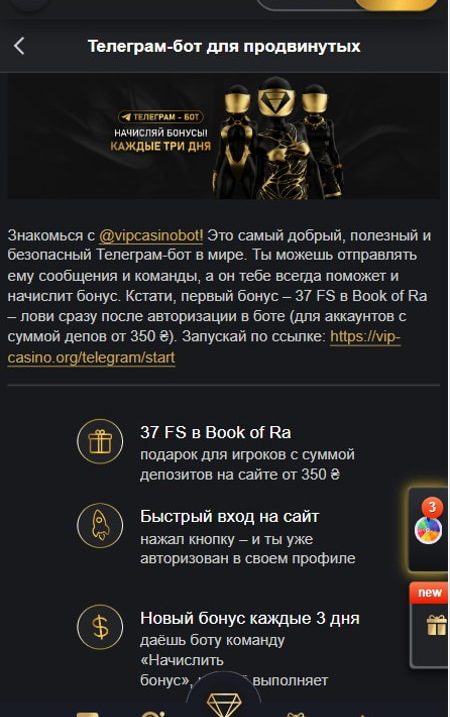 Телеграм-бот для продвинутых
ТЕЛЕГРАМ - БОТ
НАЧИСЛЯЙ БОНУСЫ!
КАЖДЫЕ ТРИ ДНЯ
Знакомься с @vipcasinobot! Это самый добрый, полезный и
безопасный Телеграм-бот в мире. Ты можешь отправлять
ему сообщения и команды, а он тебе всегда поможет и
начислит бонус. Кстати, первый бонус – 37 FS в Book of Ra
– лови сразу после авторизации в боте (для аккаунтов с
суммой депов от 350 ₴). Запускай по ссылке: https://vip-
casino.org/telegram/start
37 FS в Book of Ra
подарок для игроков с суммой
депозитов на сайте от 350 ₴
3
Быстрый вход на сайт
нажал кнопку – и ты уже
авторизован в своем профиле
new
Новый бонус каждые 3 дня
даёшь боту команду
«Начислить
бонус», выполняет